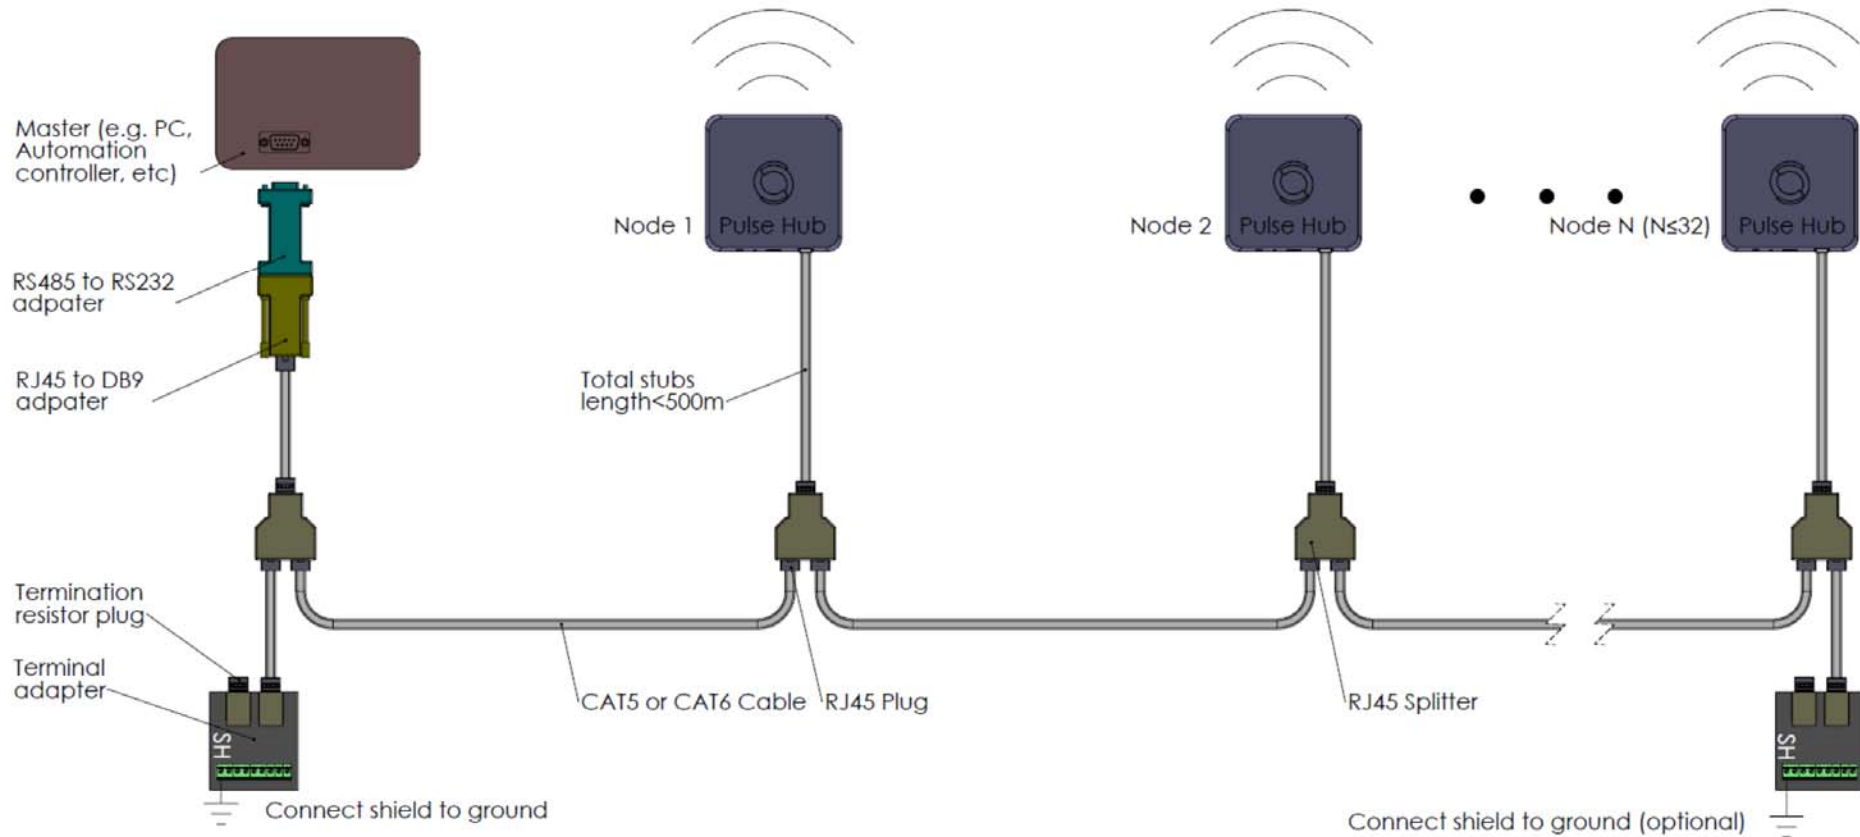 Master (e.g. PC,
Automation
controller, etc)
Node 1
Pulse Hub
Node 2
Pulse Hub
Node N (N≤32)
Pulse Hub
RS485 to RS232
adpater
RJ45 to DB9
adpater
Total stubs
length<500m
Termination
resistor plug
Terminal
adapter
CAT5 or CAT6 Cable
RJ45 Plug
RJ45 Splitter
SH
SH
Connect shield to ground
Connect shield to ground (optional)